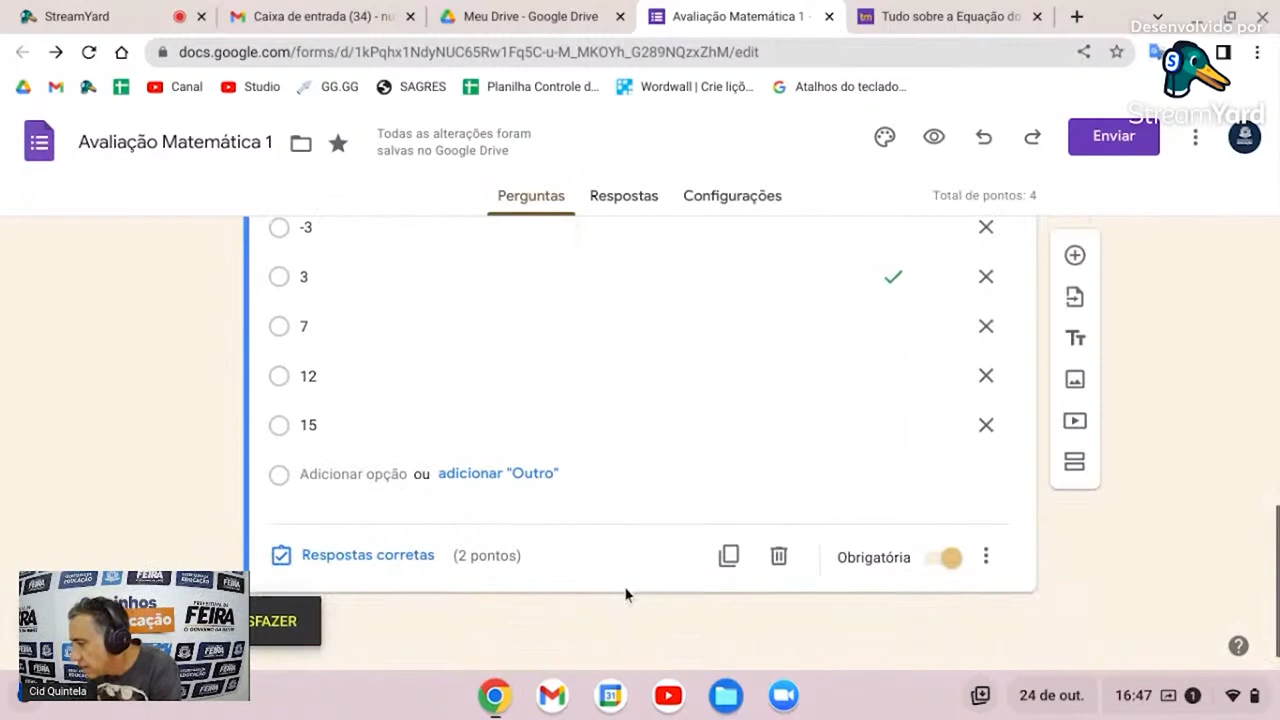 StreamYard
Caixa de entrada (34) - nu
Meu Drive - Google Drive
Avaliação Matemática 1 -
Tudo sobre a Equação do
Desenvolvido por
StreamYard
docs.google.com/forms/d/1kPqhx1NdyNUC65Rw1Fq5C-u-M_MKOYh_G289NQzxZhM/edit
Canal
Studio
GG.GG
SAGRES
Planilha Controle d...
Wordwall | Crie liçõ...
Atalhos do teclado...
Avaliação Matemática 1
Todas as alterações foram
salvas no Google Drive
Enviar
Perguntas
Respostas
Configurações
Total de pontos: 4
-3
3
7
12
15
Adicionar opção ou adicionar "Outro"
Respostas corretas (2 pontos)
Obrigatória
SFAZER
FEIRA
Cid Quintela
24 de out.
16:47
1